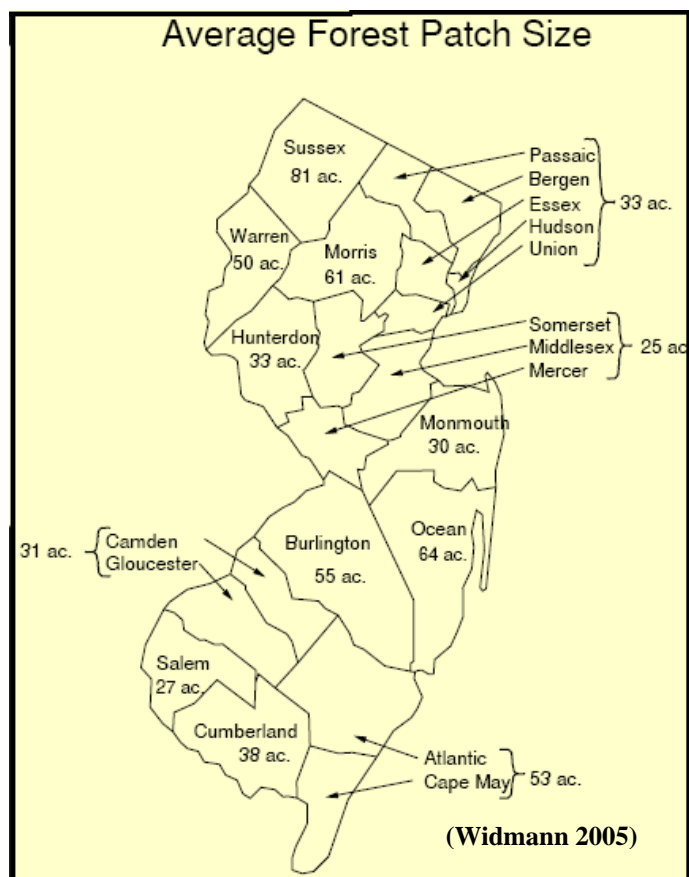 Average Forest Patch Size
Sussex
81 ac.
Passaic
Bergen
Essex
Hudson
Union
33 ac.
Warren
50 ac.
Morris
61 ac.
Hunterdon
33 ac.
Somerset
Middlesex
Mercer
25 ac
Monmouth
30 ac.
Ocean
64 ac.
Burlington
55 ac.
31 ac.
Camden
Gloucester
Salem
27 ac.
Cumberland
38 ac.
Atlantic
Cape May
53 ac.
(Widmann 2005)